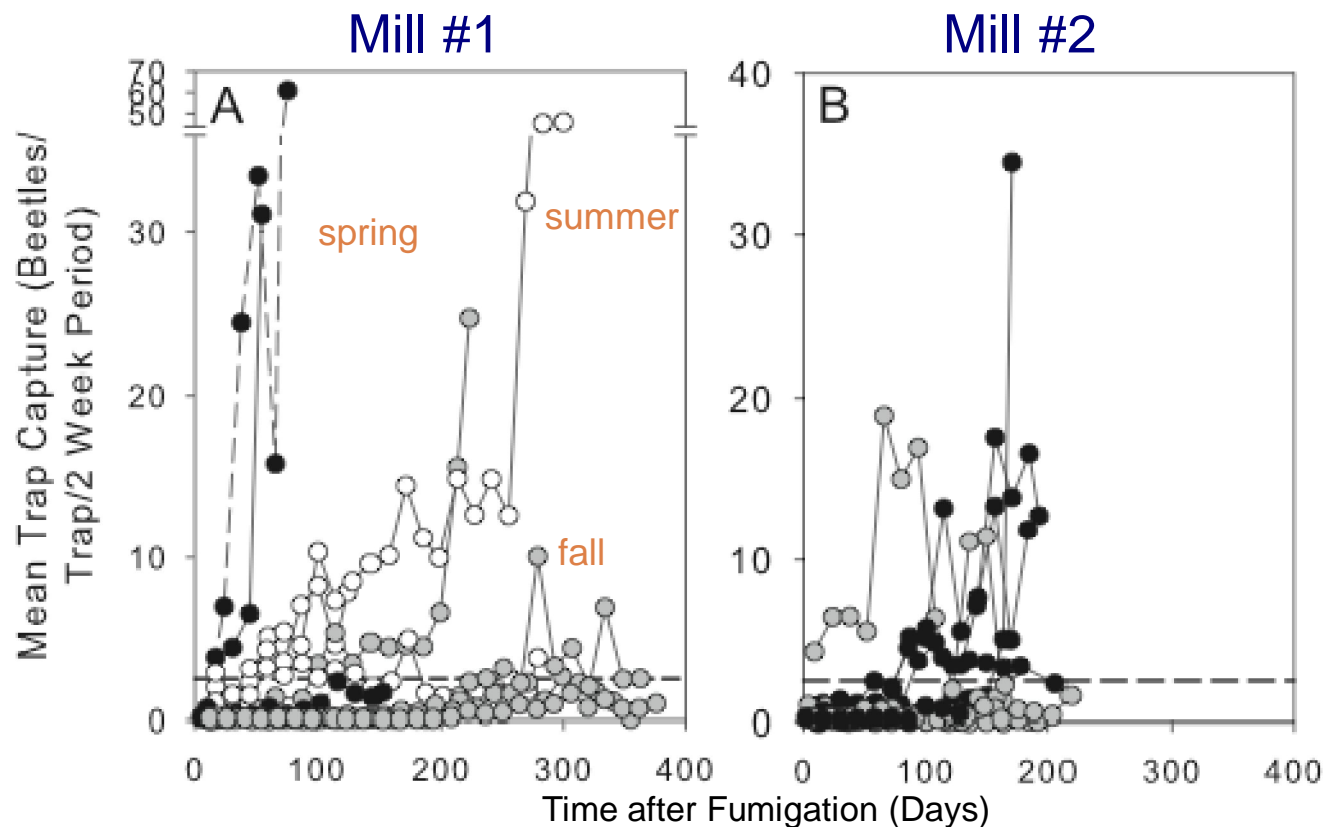 Mill #1
Mill #2
Mean Trap Capture (Beetles/
Trap/2 Week Period)
70
60
50
30
20
10
0
A
spring
summer
fall
0 100 200 300 400
40
30
20
10
0
B
0 100 200 300 400
Time after Fumigation (Days)